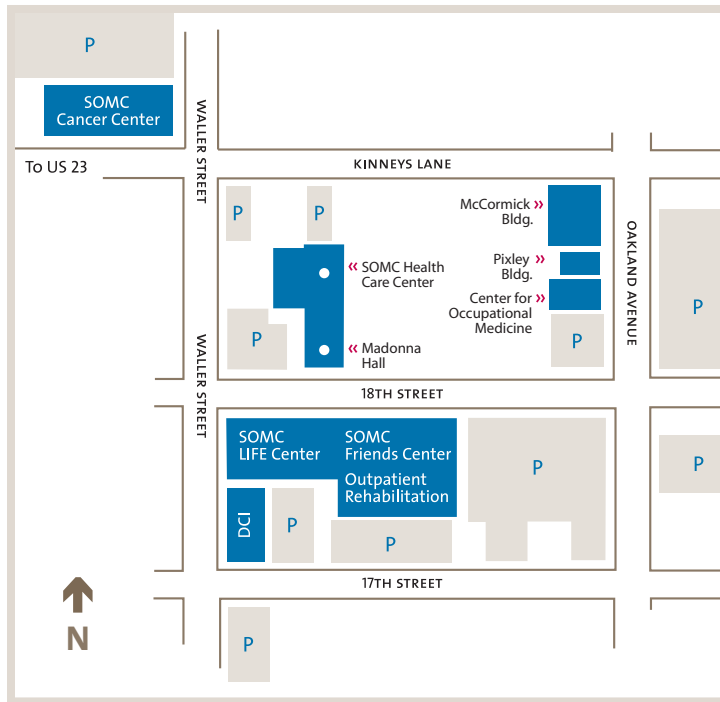 P
SOMC
Cancer Center
WALLER STREET
To US 23
KINNEYS LANE
P
P
McCormick »
Bldg.
OAKLAND AVENUE
Pixley »
Bldg.
« SOMC Health
Care Center
Center for »
Occupational
Medicine
P
P
P
« Madonna
Hall
WALLER STREET
18TH STREET
SOMC
LIFE Center
SOMC
Friends Center
Outpatient
Rehabilitation
P
P
DCI
P
P
17TH STREET
N
P